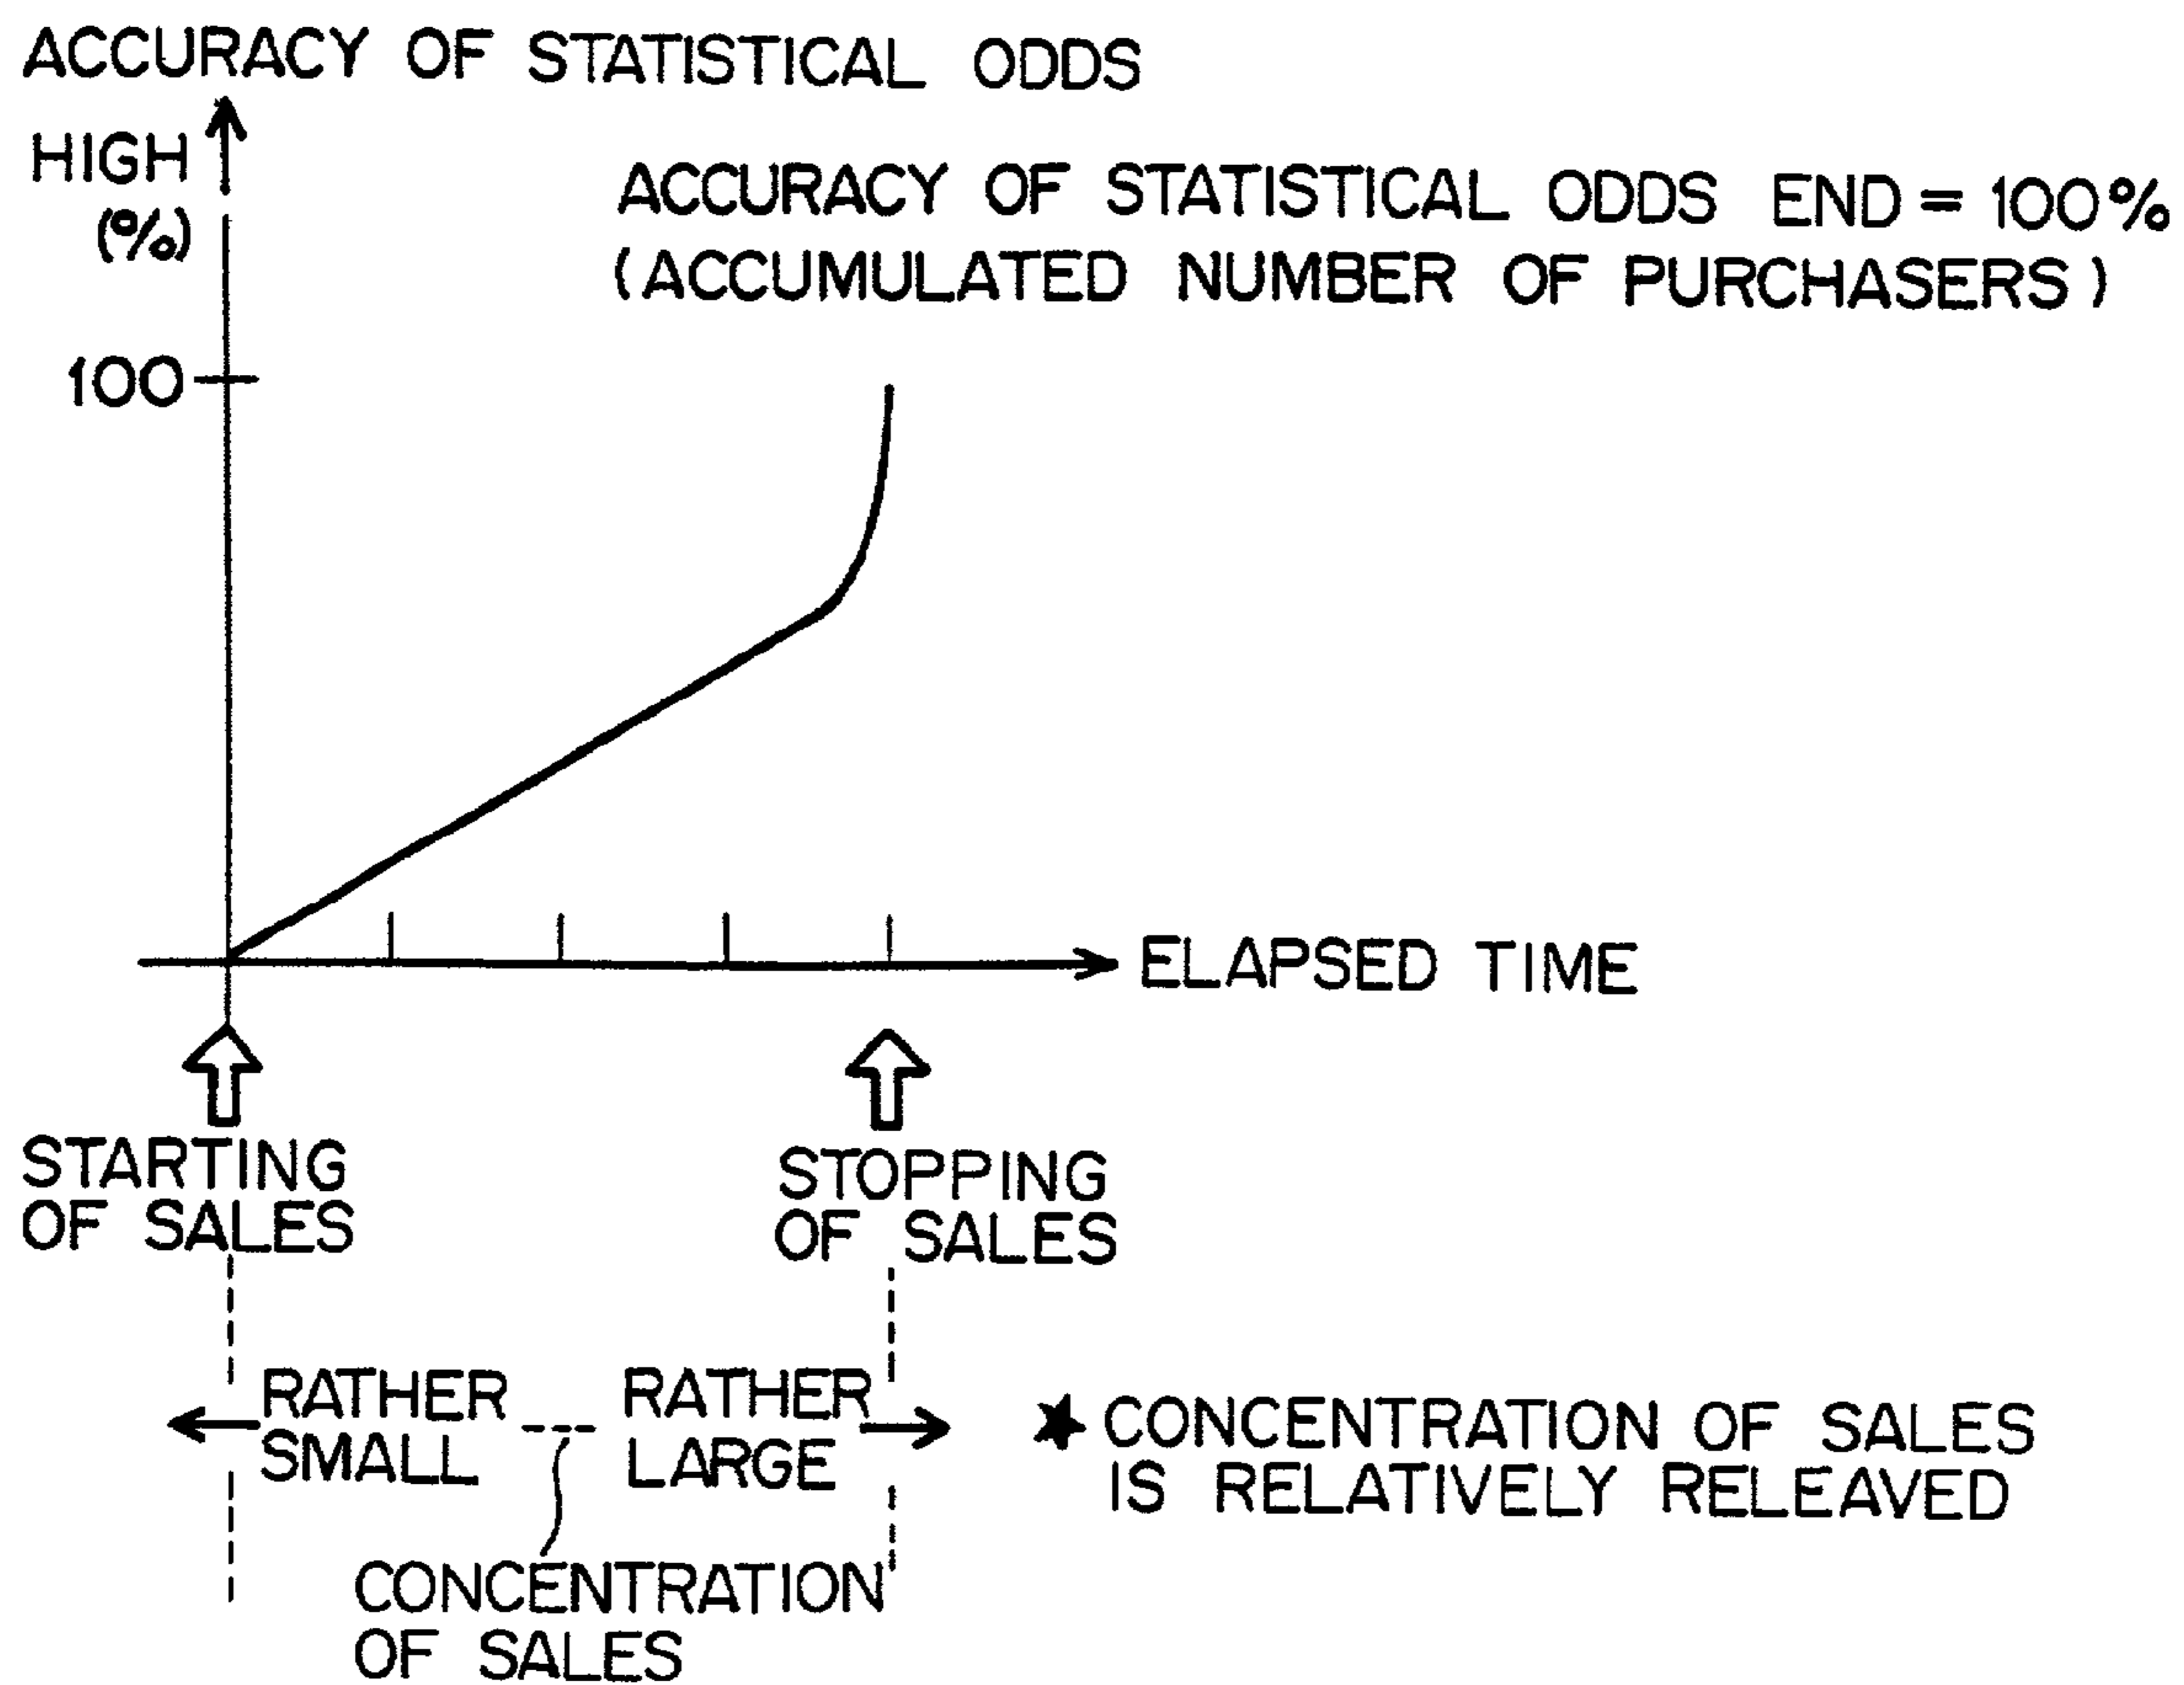 ACCURACY OF STATISTICAL ODDS
HIGH
(%)
ACCURACY OF STATISTICAL ODDS END = 100%
(ACCUMULATED NUMBER OF PURCHASERS)
100
ELAPSED TIME
STARTING
OF SALES
STOPPING
OF SALES
RATHER
SMALL
RATHER
LARGE
★ CONCENTRATION OF SALES
IS RELATIVELY RELEAVED
CONCENTRATION
OF SALES